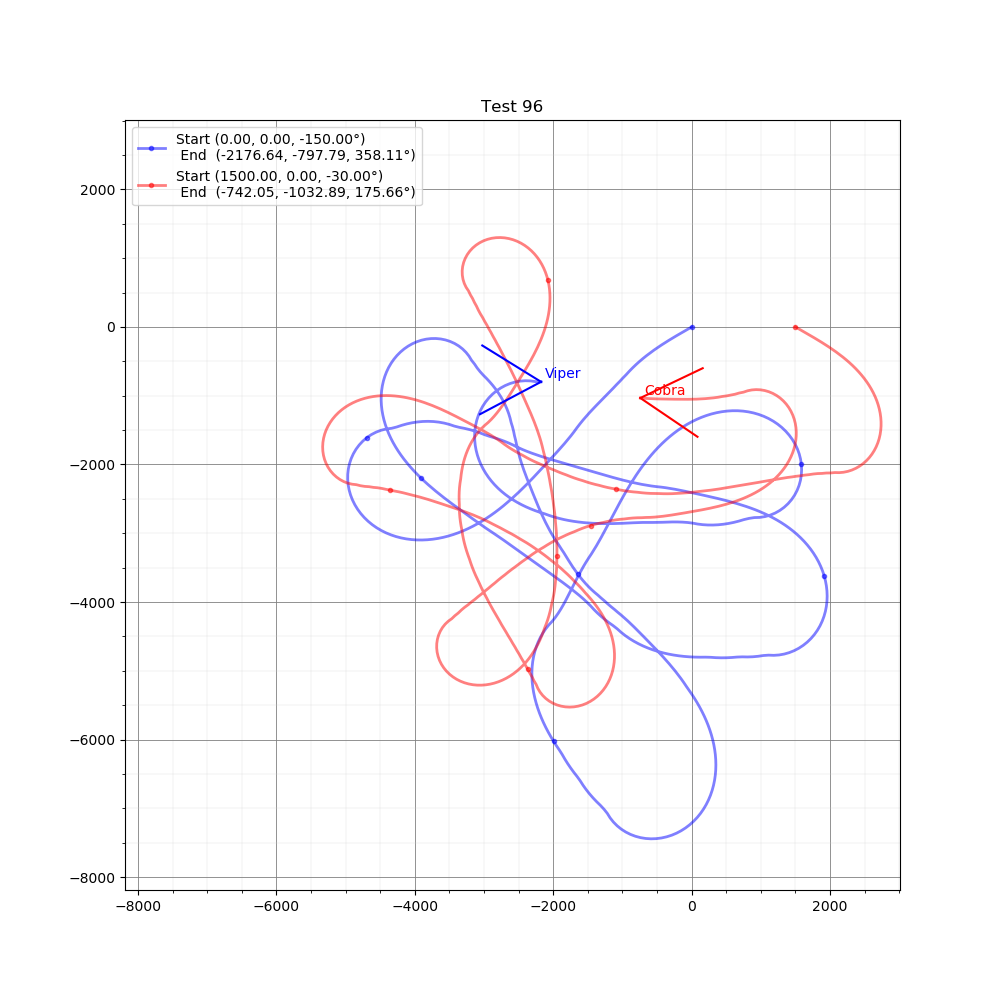 Test 96
Start (0.00, 0.00, -150.00°)
End  (-2176.64, -797.79, 358.11°)
Start (1500.00, 0.00, -30.00°)
End  (-742.05, -1032.89, 175.66°)
2000
0
Viper
Cobra
−2000
−4000
−6000
−8000
−8000 −6000 −4000 −2000 0 2000